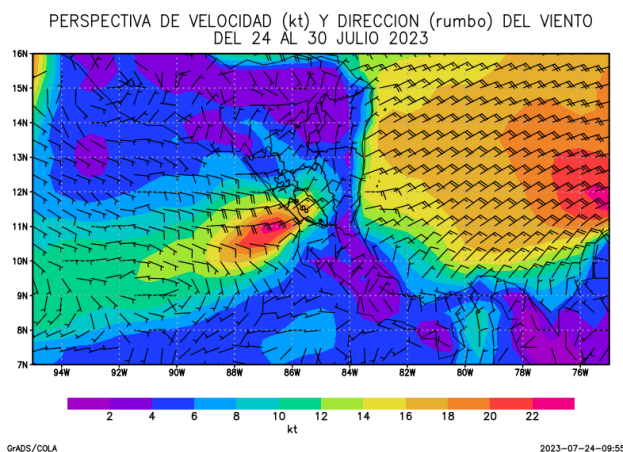 PERSPECTIVA DE VELOCIDAD (kt) Y DIRECCION (rumbo) DEL VIENTO
DEL 24 AL 30 JULIO 2023
16N
15N
14N
13N
12N
11N
10N
9N
8N
7N
94W 92W 90W 88W 86W 84W 82W 80W 78W 76W
2 4 6 8 10 12 14 16 18 20 22
kt
GrADS/COLA 2023-07-24-09:55